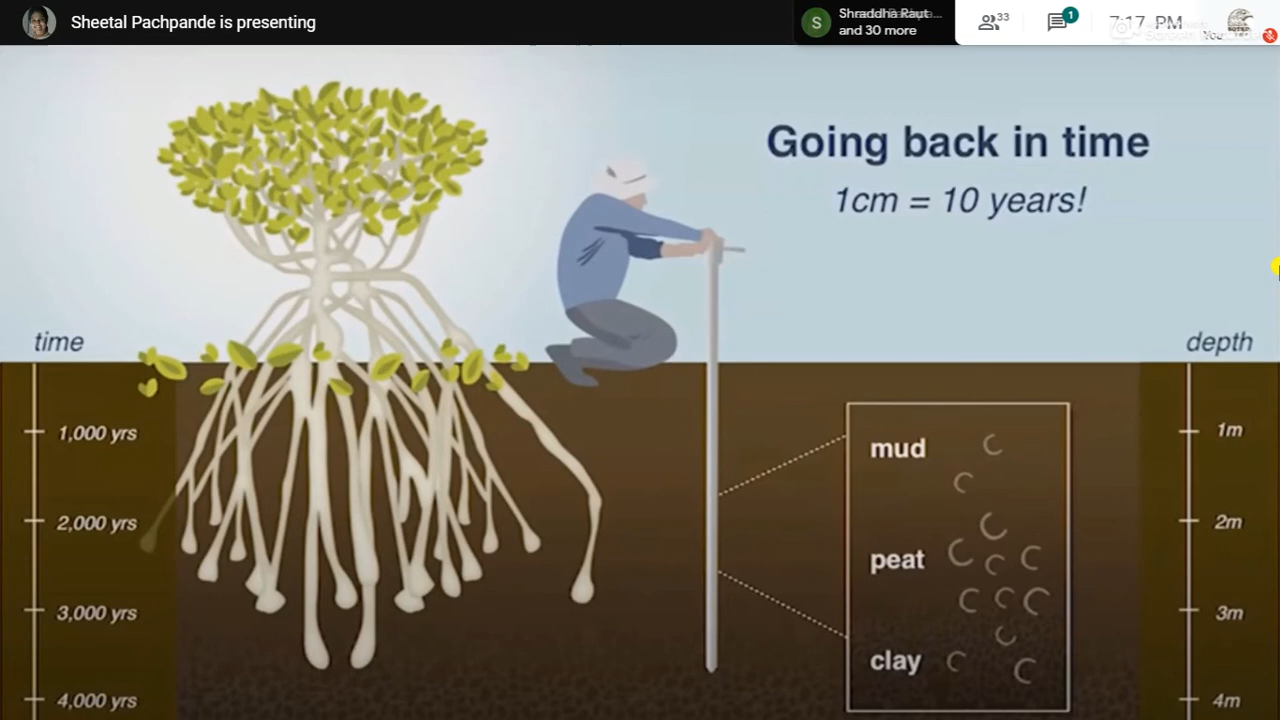 Sheetal Pachpande is presenting
S
Shraddha Raut
and 30 more
33
1
7:17 PM
You
Going back in time
1cm = 10 years!
time
depth
1,000 yrs
2,000 yrs
3,000 yrs
4,000 yrs
mud
peat
clay
1m
2m
3m
4m